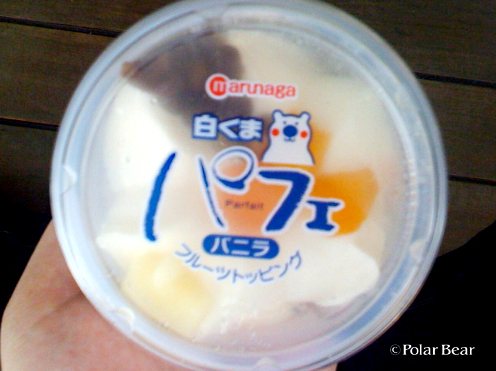 marunaga
白くま
パフェ
Parfait
バニラ
フルーツトッピング
©Polar Bear